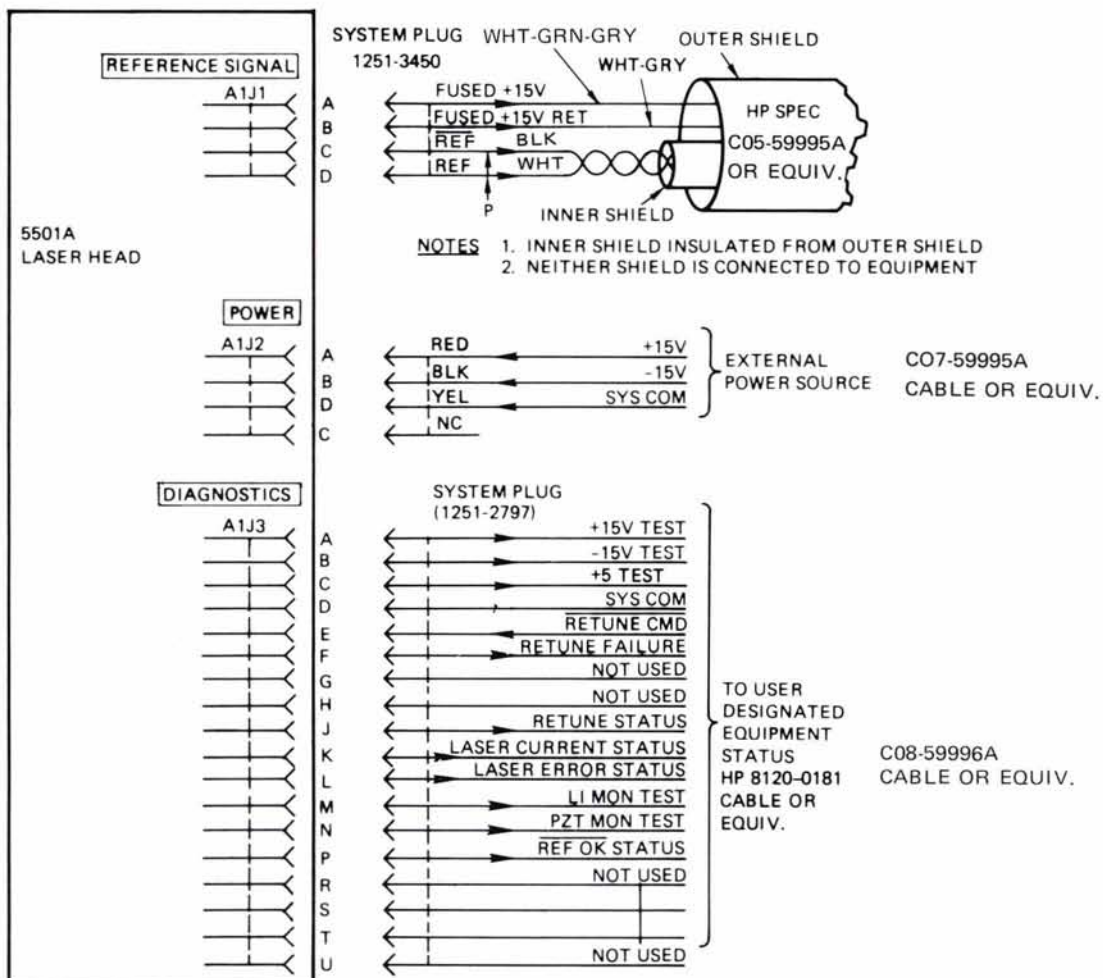 REFERENCE SIGNAL
SYSTEM PLUG
1251-3450
WHT-GRN-GRY
WHT-GRY
OUTER SHIELD
A1J1
A FUSED +15V
B FUSED +15V RET
C REF BLK
D REF WHT
P
HP SPEC
C05-59995A
OR EQUIV.
INNER SHIELD
5501A
LASER HEAD
NOTES 1. INNER SHIELD INSULATED FROM OUTER SHIELD
2. NEITHER SHIELD IS CONNECTED TO EQUIPMENT
POWER
A1J2
A RED +15V
B BLK -15V
D YEL SYS COM
C NC
EXTERNAL
POWER SOURCE
CO7-59995A
CABLE OR EQUIV.
DIAGNOSTICS
SYSTEM PLUG
(1251-2797)
A1J3
A +15V TEST
B -15V TEST
C +5 TEST
D SYS COM
E RETUNE CMD
F RETUNE FAILURE
G NOT USED
H NOT USED
J RETUNE STATUS
K LASER CURRENT STATUS
L LASER ERROR STATUS
M LI MON TEST
N PZT MON TEST
P REF OK STATUS
R NOT USED
S
T
U NOT USED
TO USER
DESIGNATED
EQUIPMENT
STATUS
HP 8120-0181
CABLE OR
EQUIV.
C08-59996A
CABLE OR EQUIV.